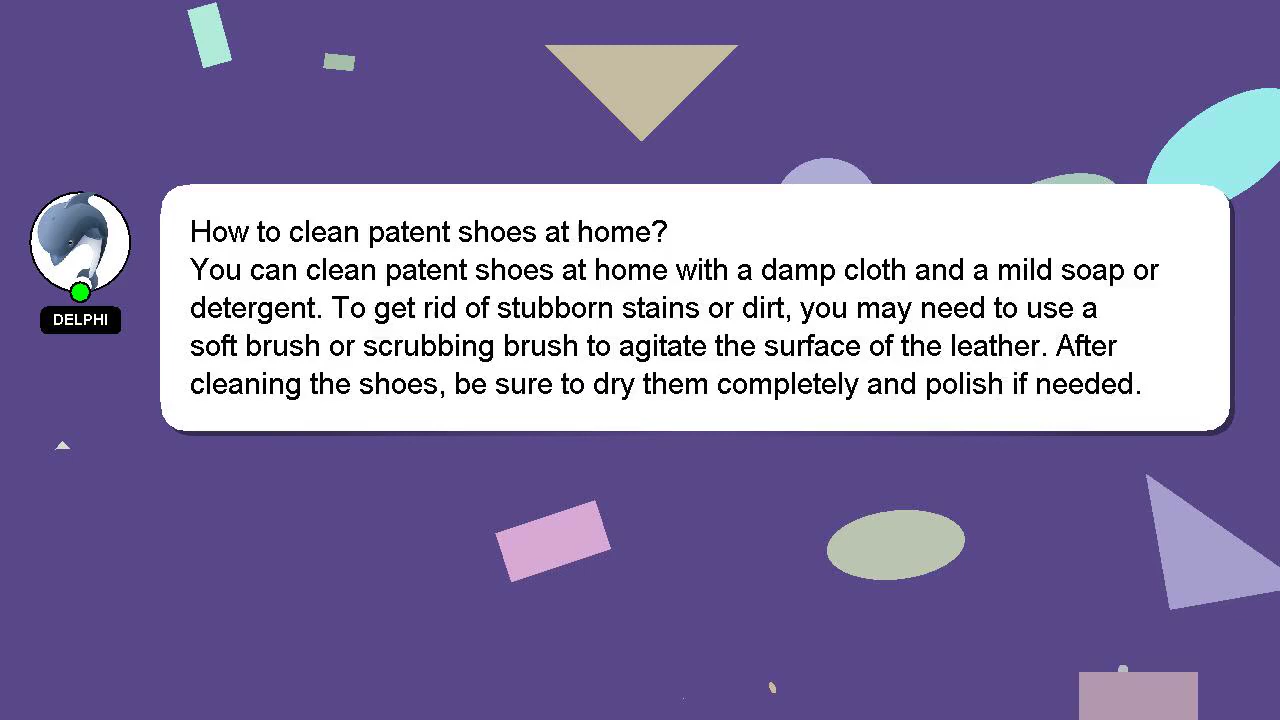 How to clean patent shoes at home?
You can clean patent shoes at home with a damp cloth and a mild soap or
detergent. To get rid of stubborn stains or dirt, you may need to use a
soft brush or scrubbing brush to agitate the surface of the leather. After
cleaning the shoes, be sure to dry them completely and polish if needed.
DELPHI